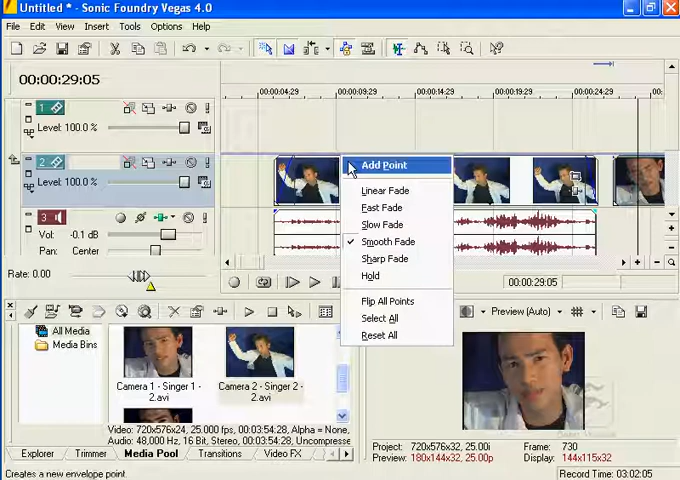 Untitled * - Sonic Foundry Vegas 4.0
File Edit View Insert Tools Options Help
00:00:29:05
00:00:04:29 00:00:09:29 00:00:14:29 00:00:19:29 00:00:24:29 00:00:
1
Level: 100.0 %
2
Level: 100.0 %
3
Vol: -0.1 dB
Pan: Center
Rate: 0.00
Add Point
Linear Fade
Fast Fade
Slow Fade
Smooth Fade
Sharp Fade
Hold
Flip All Points
Select All
Reset All
00:00:29:05
All Media
Media Bins
Camera 1 - Singer 1 -
2.avi
Camera 2 - Singer 2 -
2.avi
Video: 720x576x24, 25.000 fps, 00:03:54:28, Alpha = None,
Audio: 48,000 Hz, 16 Bit, Stereo, 00:03:54:28, Uncompresse
Explorer Trimmer Media Pool Transitions Video FX
Preview (Auto)
Project: 720x576x32, 25.00i
Frame: 730
Preview: 180x144x32, 25.00p
Display: 144x115x32
Creates a new envelope point.
Record Time: 03:02:05